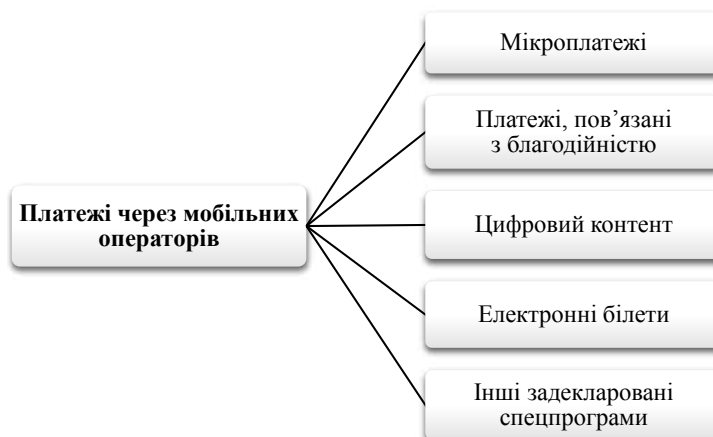 Платежі через мобільних
операторів
Мікроплатежі
Платежі, пов’язані
з благодійністю
Цифровий контент
Електронні білети
Інші задекларовані
спецпрограми